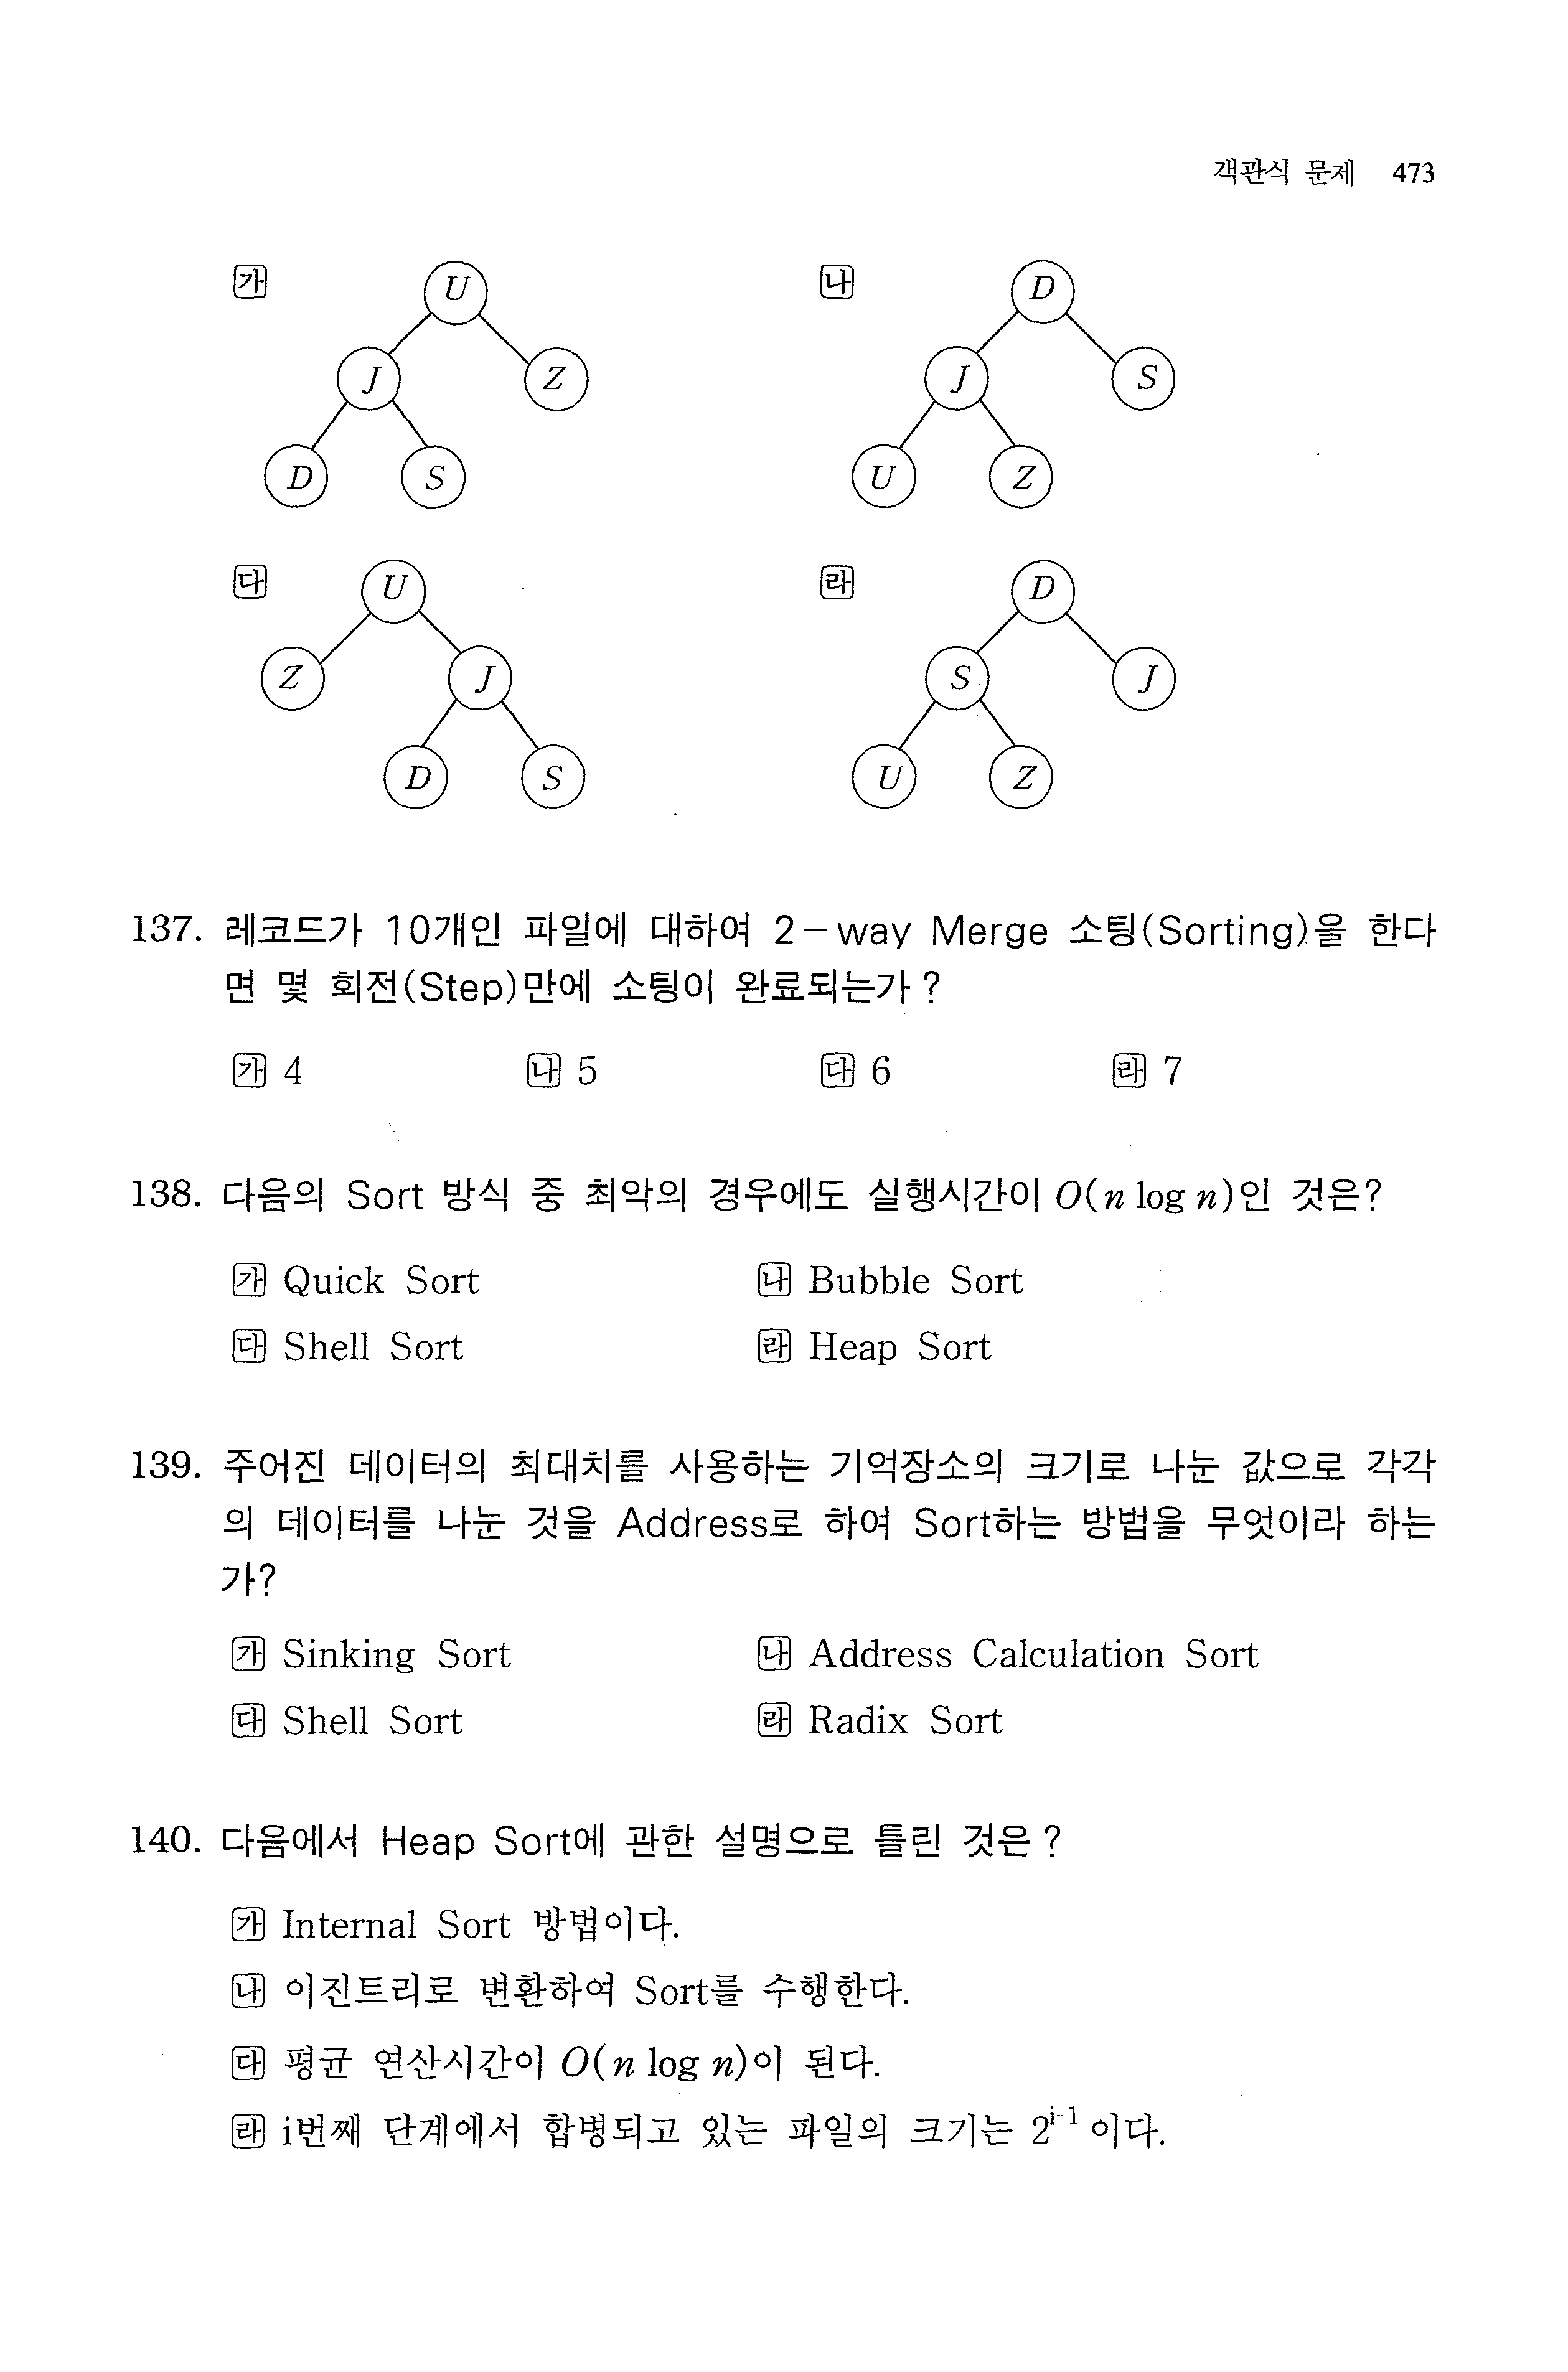 객관식 문제 473
가 나
U D
J Z J S
D S U Z
다 라
U D
Z J S J
D S U Z
137. 레코드가 10개인 파일에 대하여 2-way Merge 소팅(Sorting)을 한다
면 몇 회전(Step)만에 소팅이 완료되는가?
가 4 나 5 다 6 라 7
138. 다음의 Sort 방식 중 최악의 경우에도 실행시간이 O(n log n)인 것은?
가 Quick Sort 나 Bubble Sort
다 Shell Sort 라 Heap Sort
139. 주어진 데이터의 최대치를 사용하는 기억장소의 크기로 나눈 값으로 각각
의 데이터를 나눈 것을 Address로 하여 Sort하는 방법을 무엇이라 하는
가?
가 Sinking Sort 나 Address Calculation Sort
다 Shell Sort 라 Radix Sort
140. 다음에서 Heap Sort에 관한 설명으로 틀린 것은?
가 Internal Sort 방법이다.
나 이진트리로 변환하여 Sort를 수행한다.
다 평균 연산시간이 O(n log n)이 된다.
라 i번째 단계에서 합병되고 있는 파일의 크기는 2^{i-1}이다.